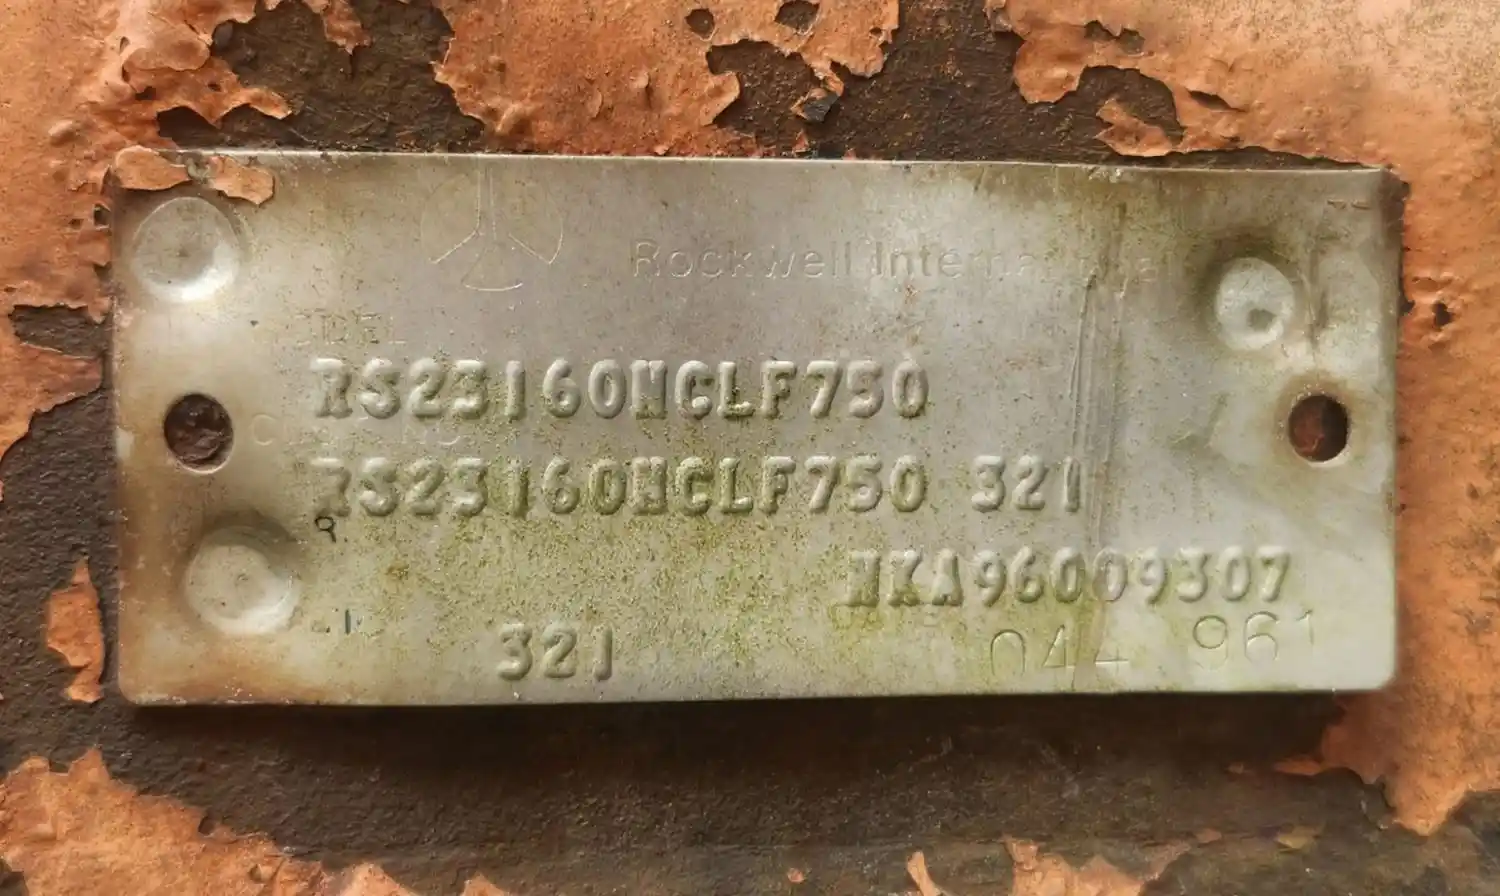 Rockwell International
RS23160NCLF750
RS23160NCLF750 321
NKA96009307
321
044 961